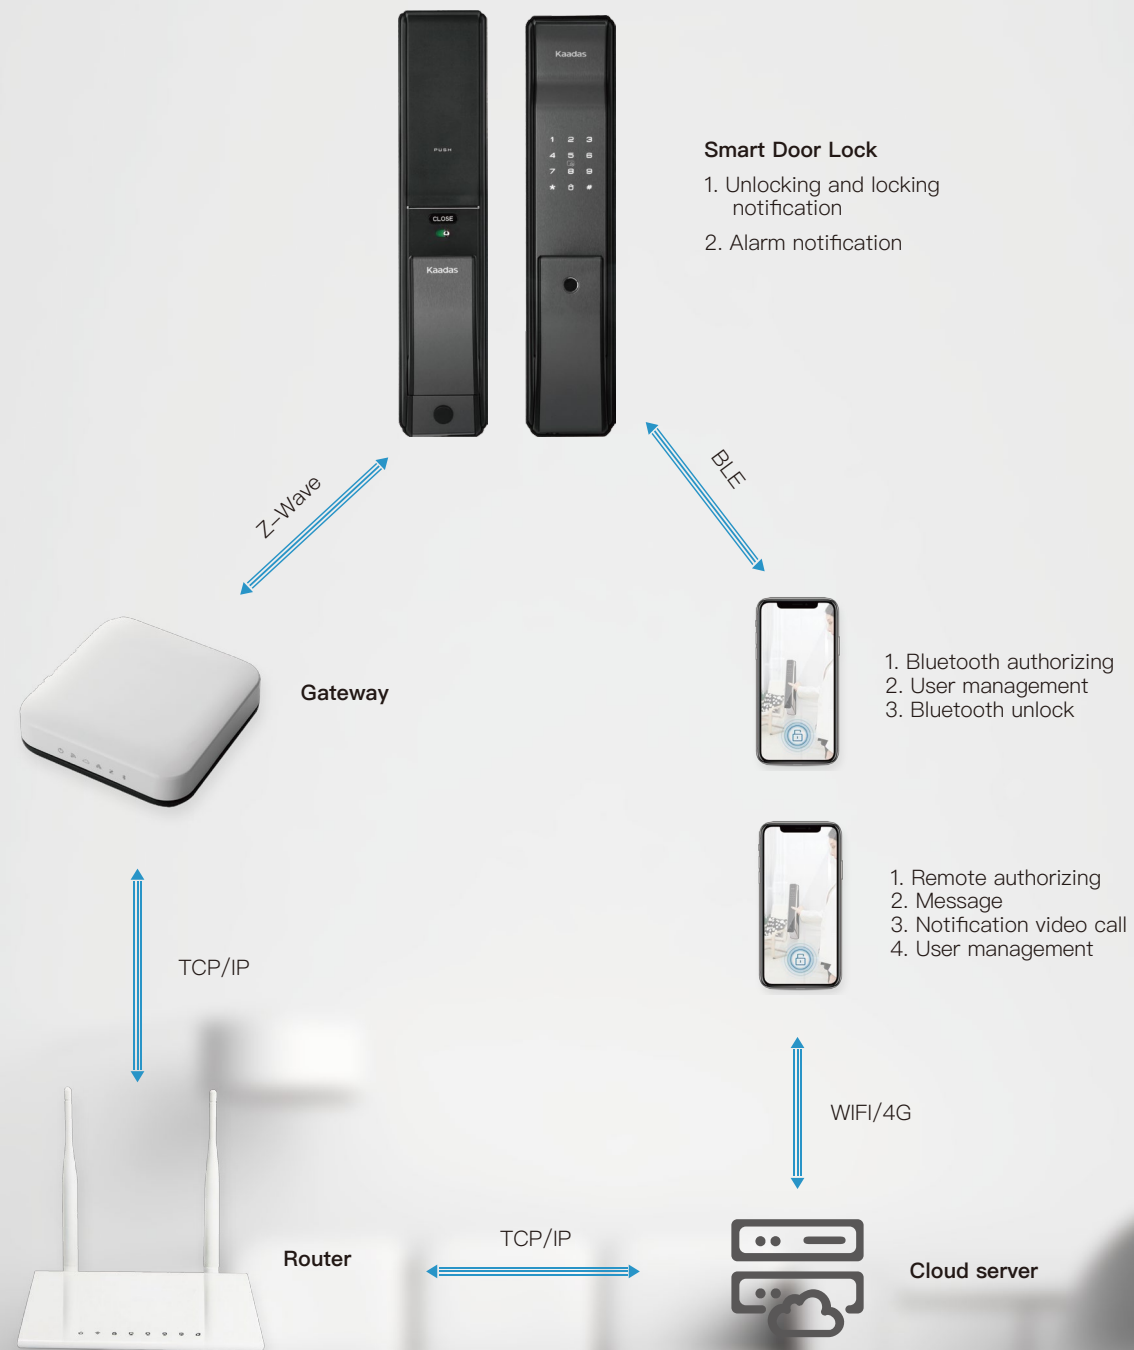 Kaadas
PUSH
1 2 3
4 5 6
7 8 9
* 0 #
CLOSE
Kaadas
Smart Door Lock
1. Unlocking and locking
notification
2. Alarm notification
Z-Wave
BLE
Gateway
1. Bluetooth authorizing
2. User management
3. Bluetooth unlock
1. Remote authorizing
2. Message
3. Notification video call
4. User management
TCP/IP
WIFI/4G
Router
TCP/IP
Cloud server